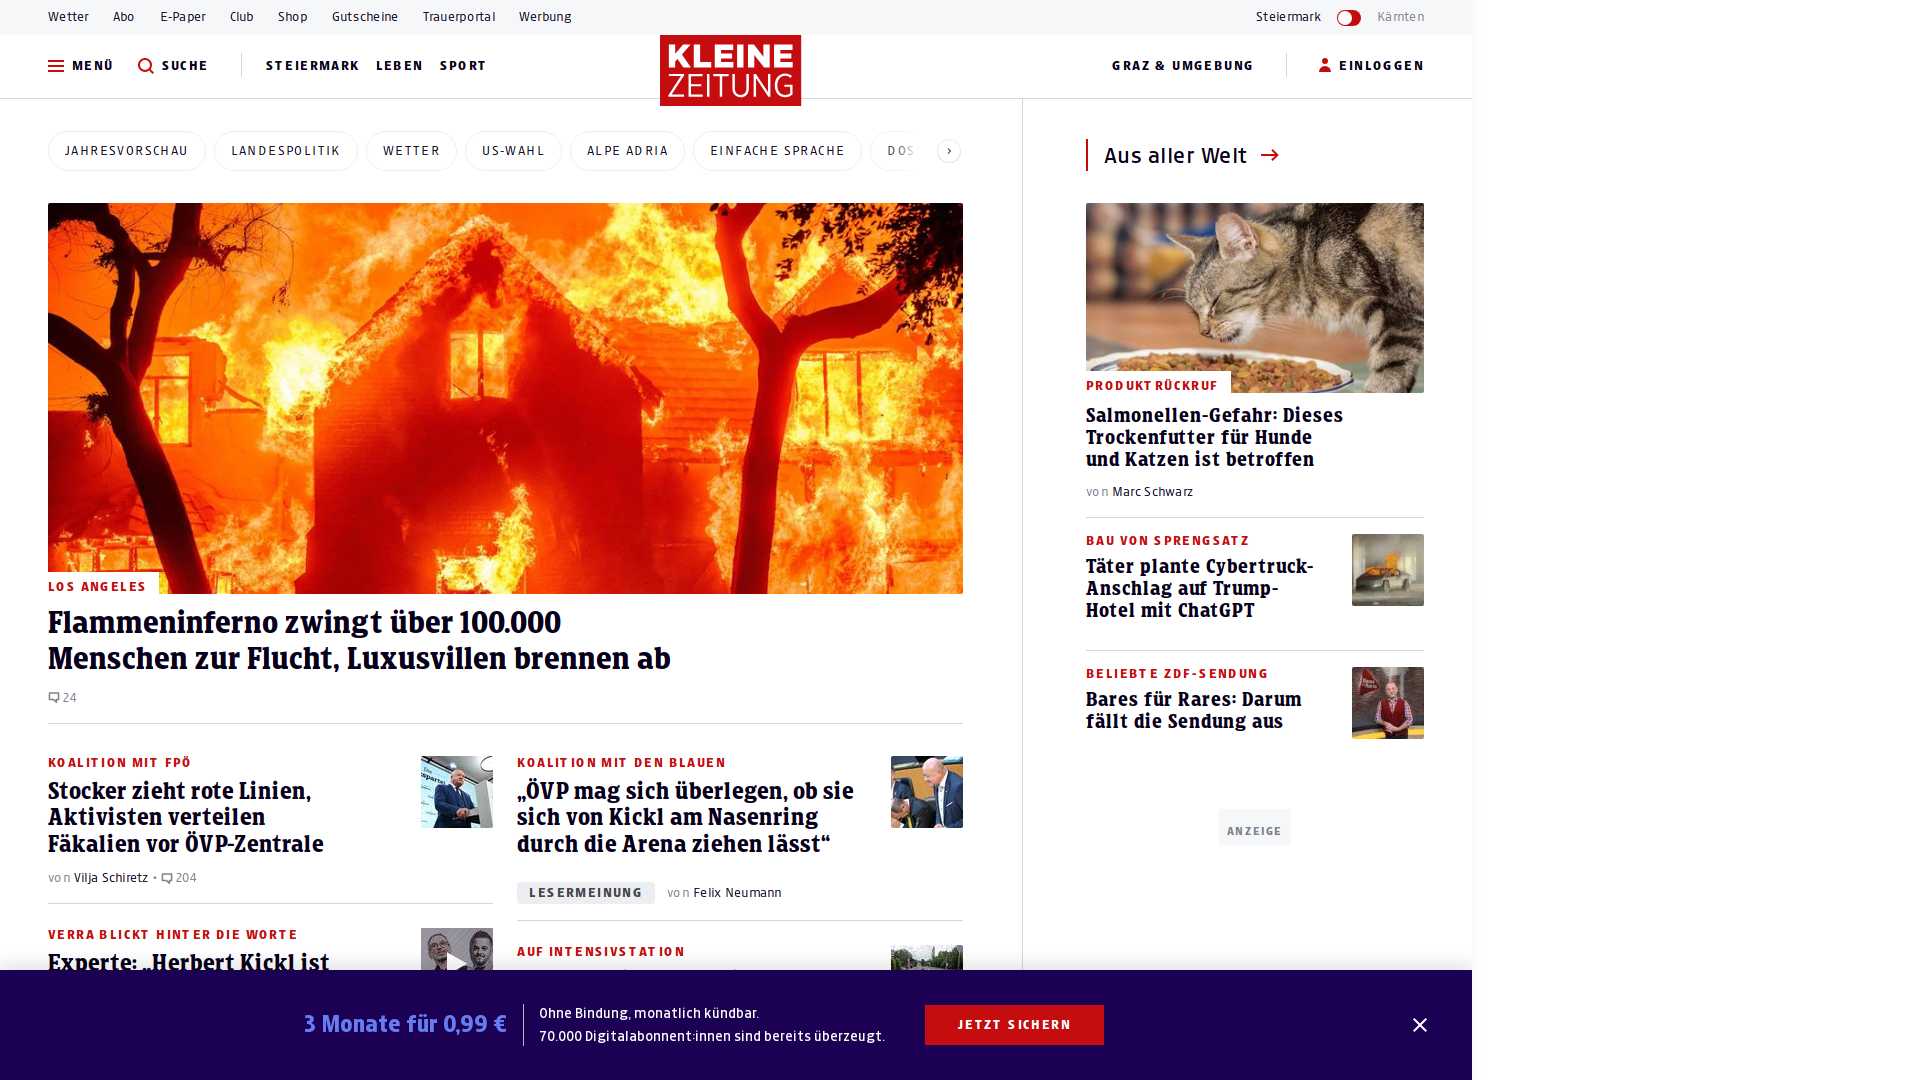 Wetter Abo E-Paper Club Shop Gutscheine Trauerportal Werbung Steiermark Kärnten
MENÜ SUCHE STEIERMARK LEBEN SPORT KLEINE ZEITUNG GRAZ & UMGEBUNG EINLOGGEN
JAHRESVORSCHAU LANDESPOLITIK WETTER US-WAHL ALPE ADRIA EINFACHE SPRACHE DOS
LOS ANGELES
Flammeninferno zwingt über 100.000
Menschen zur Flucht, Luxusvillen brennen ab
24
KOALITION MIT FPÖ
Stocker zieht rote Linien,
Aktivisten verteilen
Fäkalien vor ÖVP-Zentrale
von Vilja Schiretz • 204
VERRA BLICKT HINTER DIE WORTE
Experte: „Herbert Kickl ist
KOALITION MIT DEN BLAUEN
„ÖVP mag sich überlegen, ob sie
sich von Kickl am Nasenring
durch die Arena ziehen lässt“
LESERMEINUNG von Felix Neumann
AUF INTENSIVSTATION
Aus aller Welt
PRODUKTRÜCKRUF
Salmonellen-Gefahr: Dieses
Trockenfutter für Hunde
und Katzen ist betroffen
von Marc Schwarz
BAU VON SPRENGSATZ
Täter plante Cybertruck-
Anschlag auf Trump-
Hotel mit ChatGPT
BELIEBTE ZDF-SENDUNG
Bares für Rares: Darum
fällt die Sendung aus
ANZEIGE
3 Monate für 0,99 €
Ohne Bindung, monatlich kündbar.
70.000 Digitalabonnent:innen sind bereits überzeugt.
JETZT SICHERN